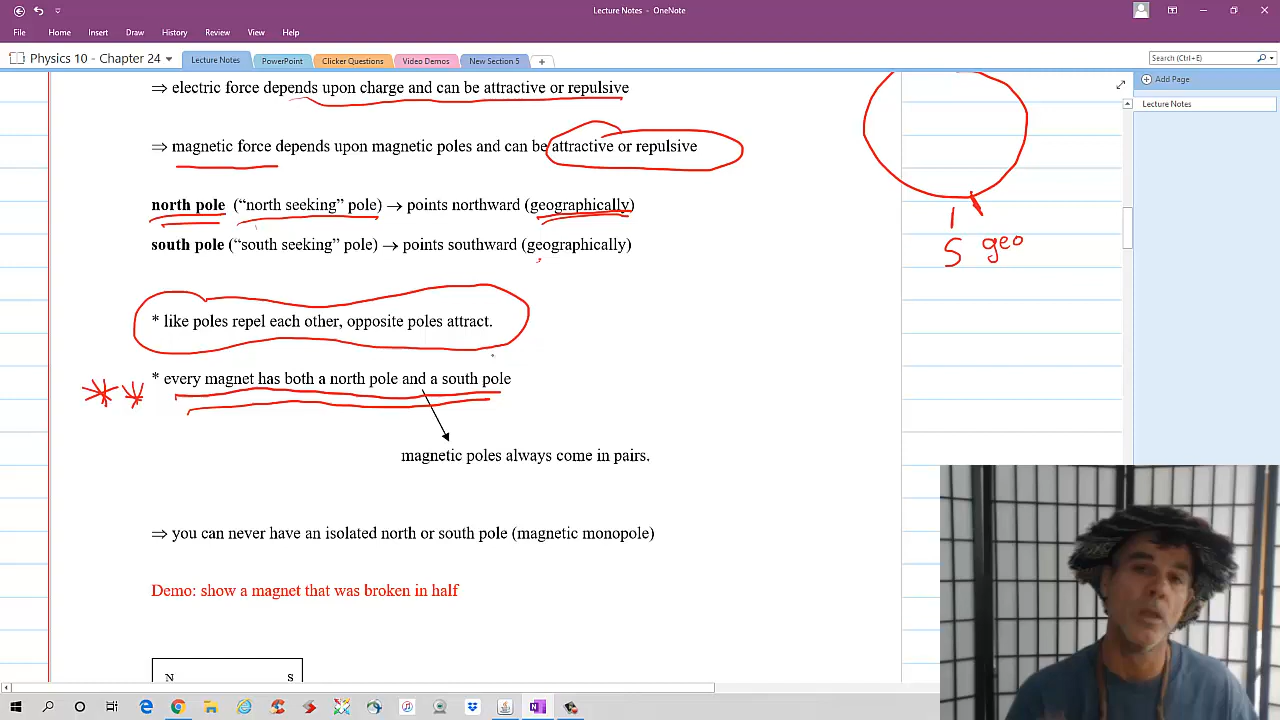 Lecture Notes - OneNote
File Home Insert Draw History Review View Help
Physics 10 - Chapter 24 Lecture Notes PowerPoint Clicker Questions Video Demos New Section 5 Search (Ctrl+E)
Add Page
Lecture Notes
⇒ electric force depends upon charge and can be attractive or repulsive
⇒ magnetic force depends upon magnetic poles and can be attractive or repulsive
north pole (“north seeking” pole) → points northward (geographically)
south pole (“south seeking” pole) → points southward (geographically)
S geo
* like poles repel each other, opposite poles attract.
* every magnet has both a north pole and a south pole
magnetic poles always come in pairs.
⇒ you can never have an isolated north or south pole (magnetic monopole)
Demo: show a magnet that was broken in half
N S